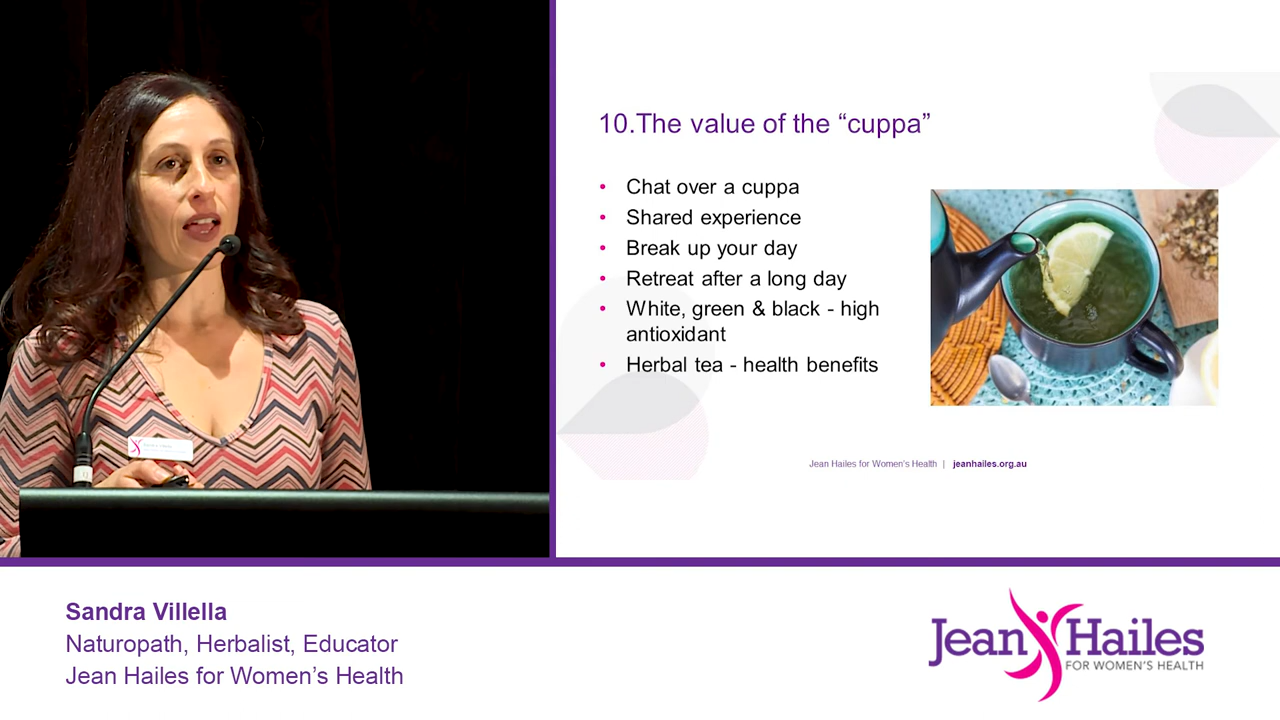 10.The value of the “cuppa”
• Chat over a cuppa
• Shared experience
• Break up your day
• Retreat after a long day
• White, green & black - high
antioxidant
• Herbal tea - health benefits
Jean Hailes for Women’s Health | jeanhailes.org.au
Sandra Villella
Naturopath, Herbalist, Educator
Jean Hailes for Women’s Health
Jean Hailes
FOR WOMEN’S HEALTH